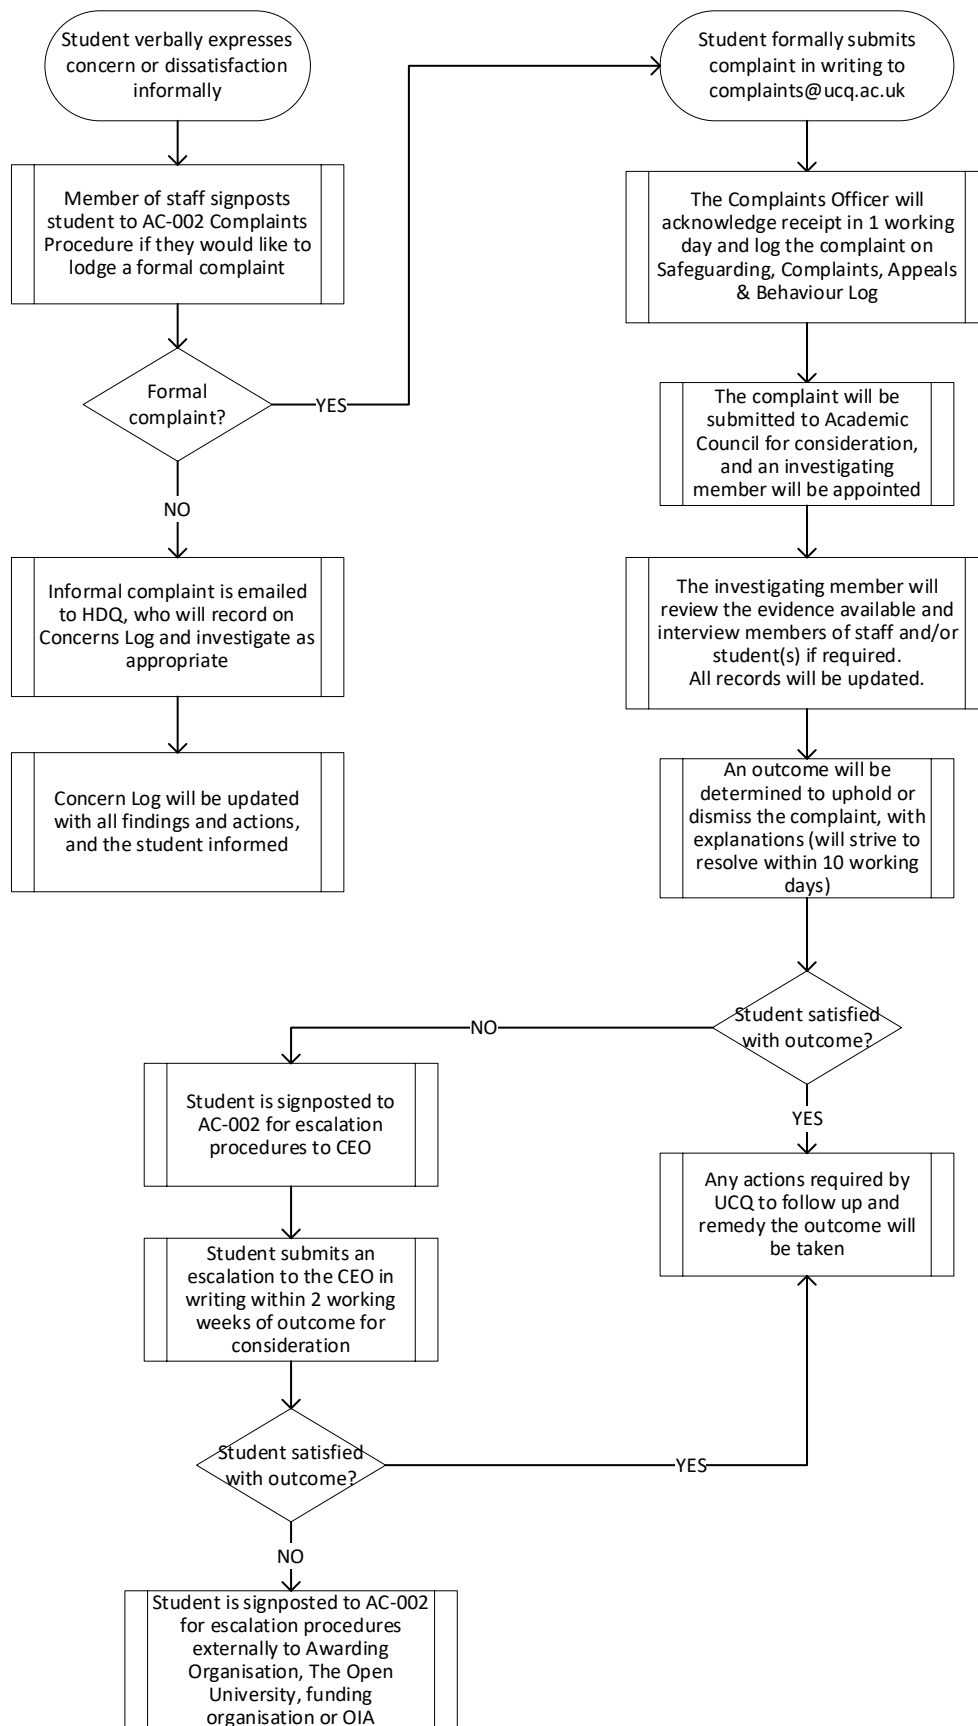 Student verbally expresses
concern or dissatisfaction
informally
Member of staff signposts
student to AC-002 Complaints
Procedure if they would like to
lodge a formal complaint
Formal
complaint?
YES
NO
Informal complaint is emailed
to HDQ, who will record on
Concerns Log and investigate as
appropriate
Concern Log will be updated
with all findings and actions,
and the student informed
Student formally submits
complaint in writing to
complaints@ucq.ac.uk
The Complaints Officer will
acknowledge receipt in 1 working
day and log the complaint on
Safeguarding, Complaints, Appeals
& Behaviour Log
The complaint will be
submitted to Academic
Council for consideration,
and an investigating
member will be appointed
The investigating member will
review the evidence available and
interview members of staff and/or
student(s) if required.
All records will be updated.
An outcome will be
determined to uphold or
dismiss the complaint, with
explanations (will strive to
resolve within 10 working
days)
Student satisfied
with outcome?
NO
YES
Any actions required by
UCQ to follow up and
remedy the outcome will
be taken
Student is signposted to
AC-002 for escalation
procedures to CEO
Student submits an
escalation to the CEO in
writing within 2 working
weeks of outcome for
consideration
Student satisfied
with outcome?
YES
NO
Student is signposted to AC-002
for escalation procedures
externally to Awarding
Organisation, The Open
University, funding
organisation or OIA